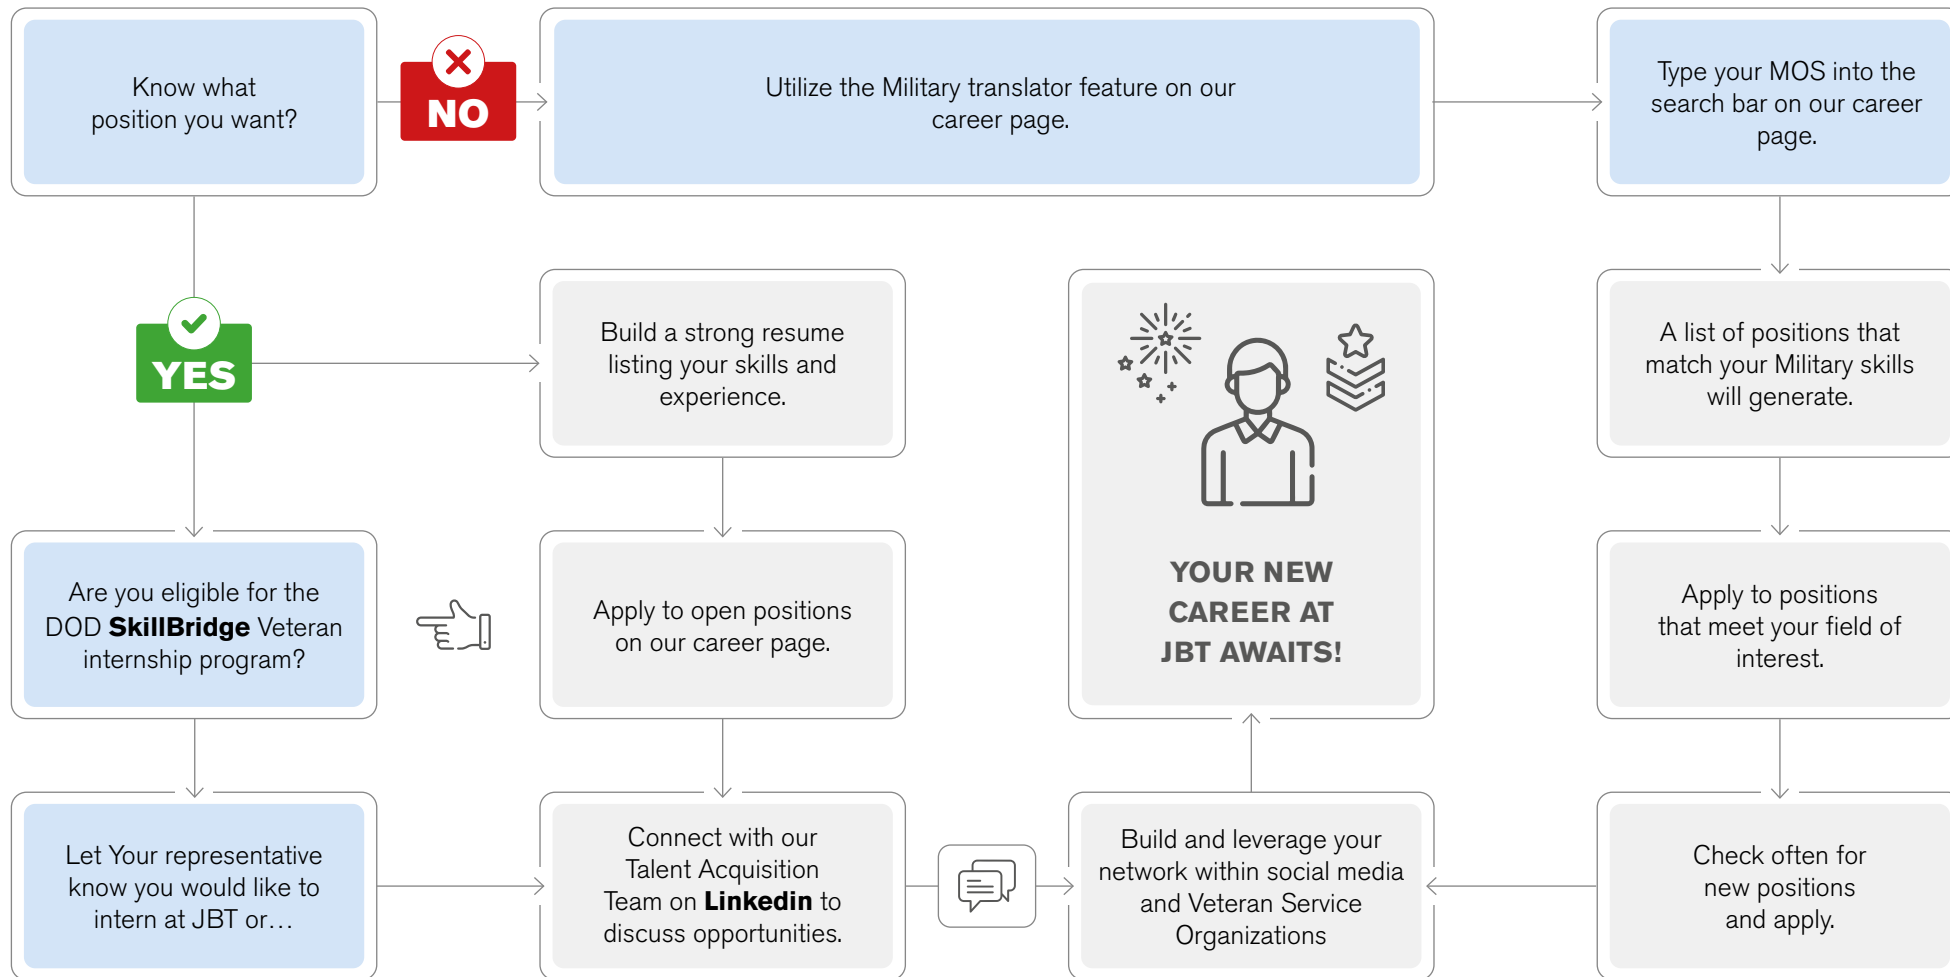 Know what
position you want?
NO
Utilize the Military translator feature on our
career page.
Type your MOS into the
search bar on our career
page.
YES
Build a strong resume
listing your skills and
experience.
A list of positions that
match your Military skills
will generate.
YOUR NEW
CAREER AT
JBT AWAITS!
Are you eligible for the
DOD SkillBridge Veteran
internship program?
Apply to open positions
on our career page.
Apply to positions
that meet your field of
interest.
Let Your representative
know you would like to
intern at JBT or...
Connect with our
Talent Acquisition
Team on Linkedin to
discuss opportunities.
Build and leverage your
network within social media
and Veteran Service
Organizations
Check often for
new positions
and apply.